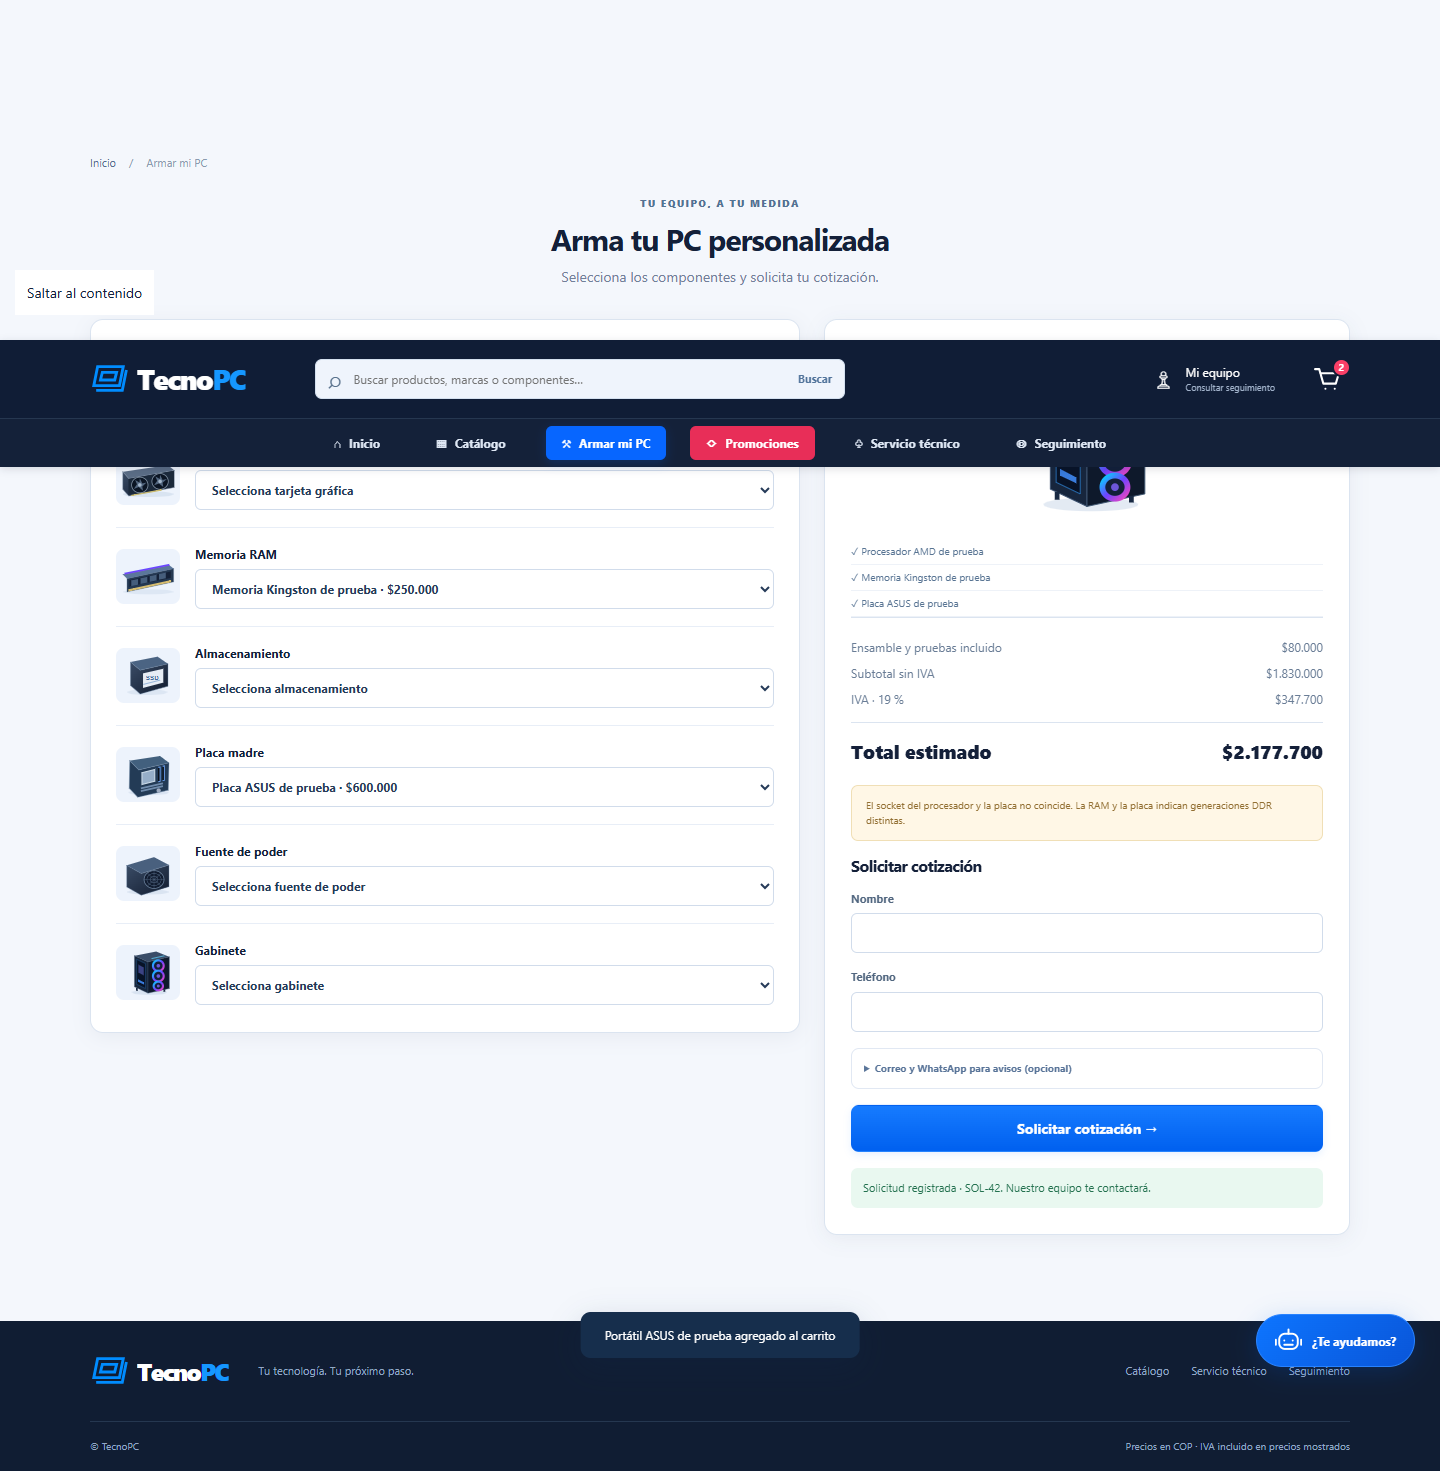 Inicio / Armar mi PC
TU EQUIPO, A TU MEDIDA
Arma tu PC personalizada
Selecciona los componentes y solicita tu cotización.
Saltar al contenido
TecnoPC
Buscar productos, marcas o componentes...
Buscar
Mi equipo
Consultar seguimiento
2
Inicio
Catálogo
Armar mi PC
Promociones
Servicio técnico
Seguimiento
Selecciona tarjeta gráfica
Memoria RAM
Memoria Kingston de prueba · $250.000
Almacenamiento
SSD
Selecciona almacenamiento
Placa madre
Placa ASUS de prueba · $600.000
Fuente de poder
Selecciona fuente de poder
Gabinete
Selecciona gabinete
✓ Procesador AMD de prueba
✓ Memoria Kingston de prueba
✓ Placa ASUS de prueba
Ensamble y pruebas incluido $80.000
Subtotal sin IVA $1.830.000
IVA · 19 % $347.700
Total estimado $2.177.700
El socket del procesador y la placa no coincide. La RAM y la placa indican generaciones DDR
distintas.
Solicitar cotización
Nombre
Teléfono
▶ Correo y WhatsApp para avisos (opcional)
Solicitar cotización →
Solicitud registrada · SOL-42. Nuestro equipo te contactará.
Portátil ASUS de prueba agregado al carrito
¿Te ayudamos?
TecnoPC
Tu tecnología. Tu próximo paso.
Catálogo
Servicio técnico
Seguimiento
© TecnoPC
Precios en COP · IVA incluido en precios mostrados